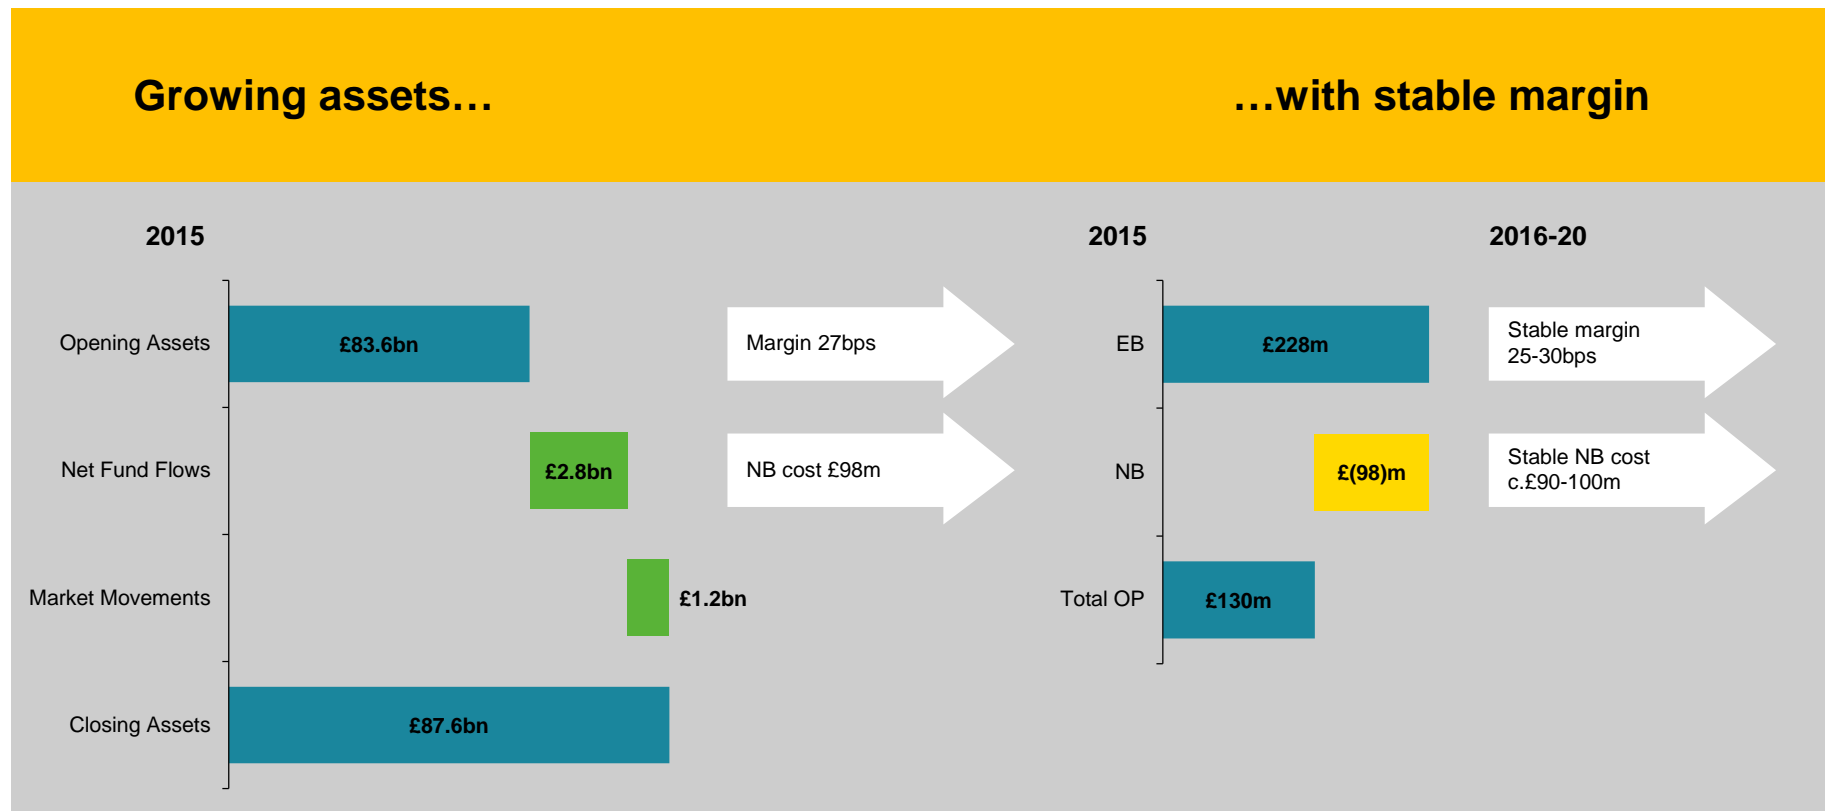 Growing assets…
…with stable margin
2015
Opening Assets
£83.6bn
Margin 27bps
Net Fund Flows
£2.8bn
NB cost £98m
Market Movements
£1.2bn
Closing Assets
£87.6bn
2015
2016-20
EB
£228m
Stable margin
25-30bps
NB
£(98)m
Stable NB cost
c.£90-100m
Total OP
£130m